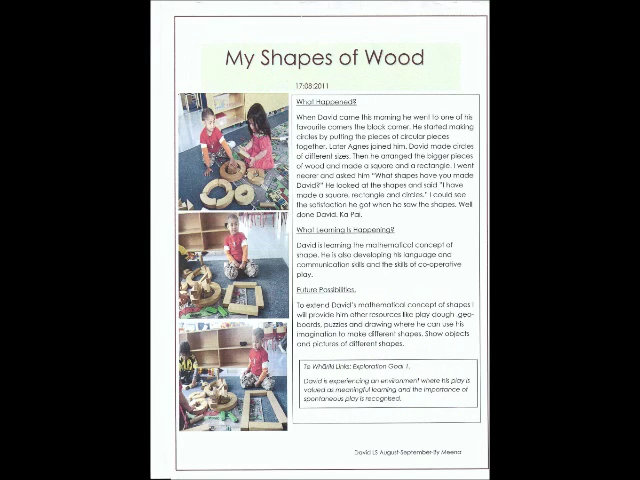 My Shapes of Wood
17:08:2011
What Happened?
When David came this morning he went to one of his
favourite corners the block corner. He started making
circles by putting the pieces of circular pieces
together. Later Agnes joined him. David made circles
of different sizes. Then he arranged the bigger pieces
of wood and made a square and a rectangle. I went
nearer and asked him "What shapes have you made
David?" He looked at the shapes and said "I have
made a square, rectangle and circles." I could see
the satisfaction he got when he saw the shapes. Well
done David. Ka Pai.
What Learning Is Happening?
David is learning the mathematical concept of
shape. He is also developing his language and
communication skills and the skills of co-operative
play.
Future Possibilities.
To extend David's mathematical concept of shapes I
will provide him other resources like play dough ,geo-
boards, puzzles and drawing where he can use his
imagination to make different shapes. Show objects
and pictures of different shapes.
Te Whāriki Links: Exploration Goal 1.
David is experiencing an environment where his play is
valued as meaningful learning and the importance of
spontaneous play is recognised.
David LS August-September-By Meena